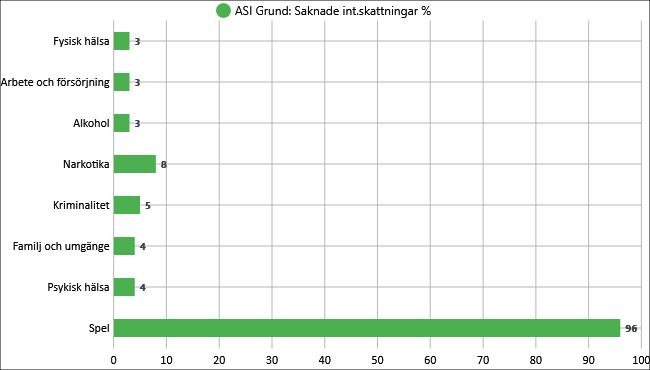 ASI Grund: Saknade int.skattningar %
Fysisk hälsa 3
Arbete och försörjning 3
Alkohol 3
Narkotika 8
Kriminalitet 5
Familj och umgänge 4
Psykisk hälsa 4
Spel 96
0 10 20 30 40 50 60 70 80 90 100